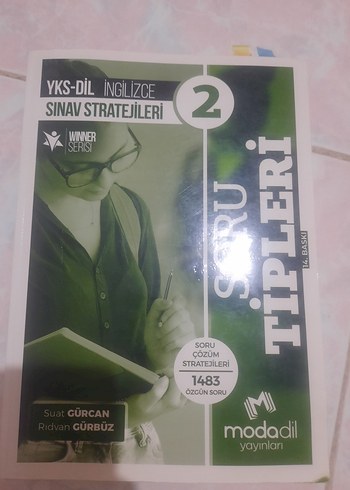 YKS-DİL İNGİLİZCE
SINAV STRATEJİLERİ
2
WINNER
SERİSİ
SORU
TİPLERİ
14. BASKI
SORU
ÇÖZÜM
STRATEJİLERİ
1483
ÖZGÜN SORU
Suat GÜRCAN
Rıdvan GÜRBÜZ
modadil
yayınları